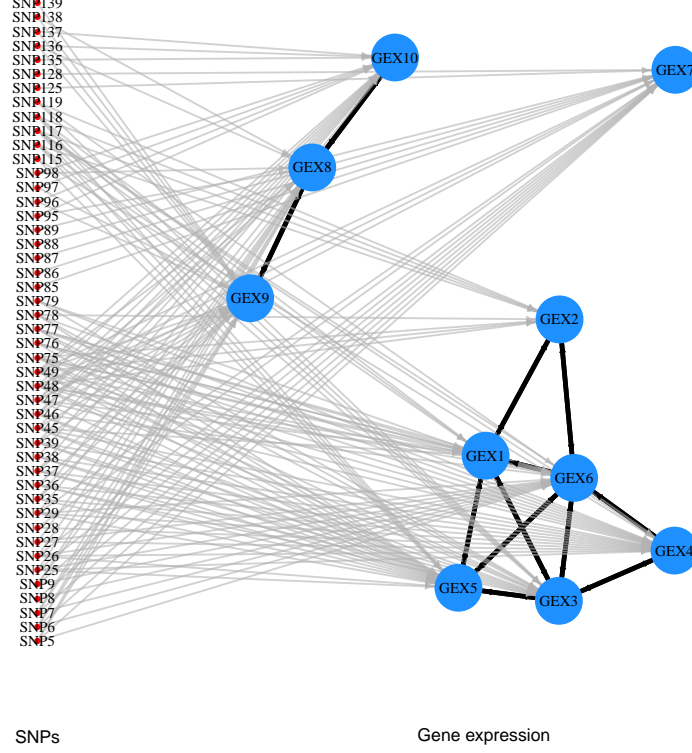 SNP139
SNP138
SNP137
SNP136
SNP135
SNP128
SNP125
SNP119
SNP118
SNP117
SNP116
SNP115
SNP98
SNP97
SNP96
SNP95
SNP89
SNP88
SNP87
SNP86
SNP85
SNP79
SNP78
SNP77
SNP76
SNP75
SNP49
SNP48
SNP47
SNP46
SNP45
SNP39
SNP38
SNP37
SNP36
SNP35
SNP29
SNP28
SNP27
SNP26
SNP25
SNP9
SNP8
SNP7
SNP6
SNP5
GEX10
GEX7
GEX8
GEX9
GEX2
GEX1
GEX6
GEX4
GEX5
GEX3
SNPs
Gene expression